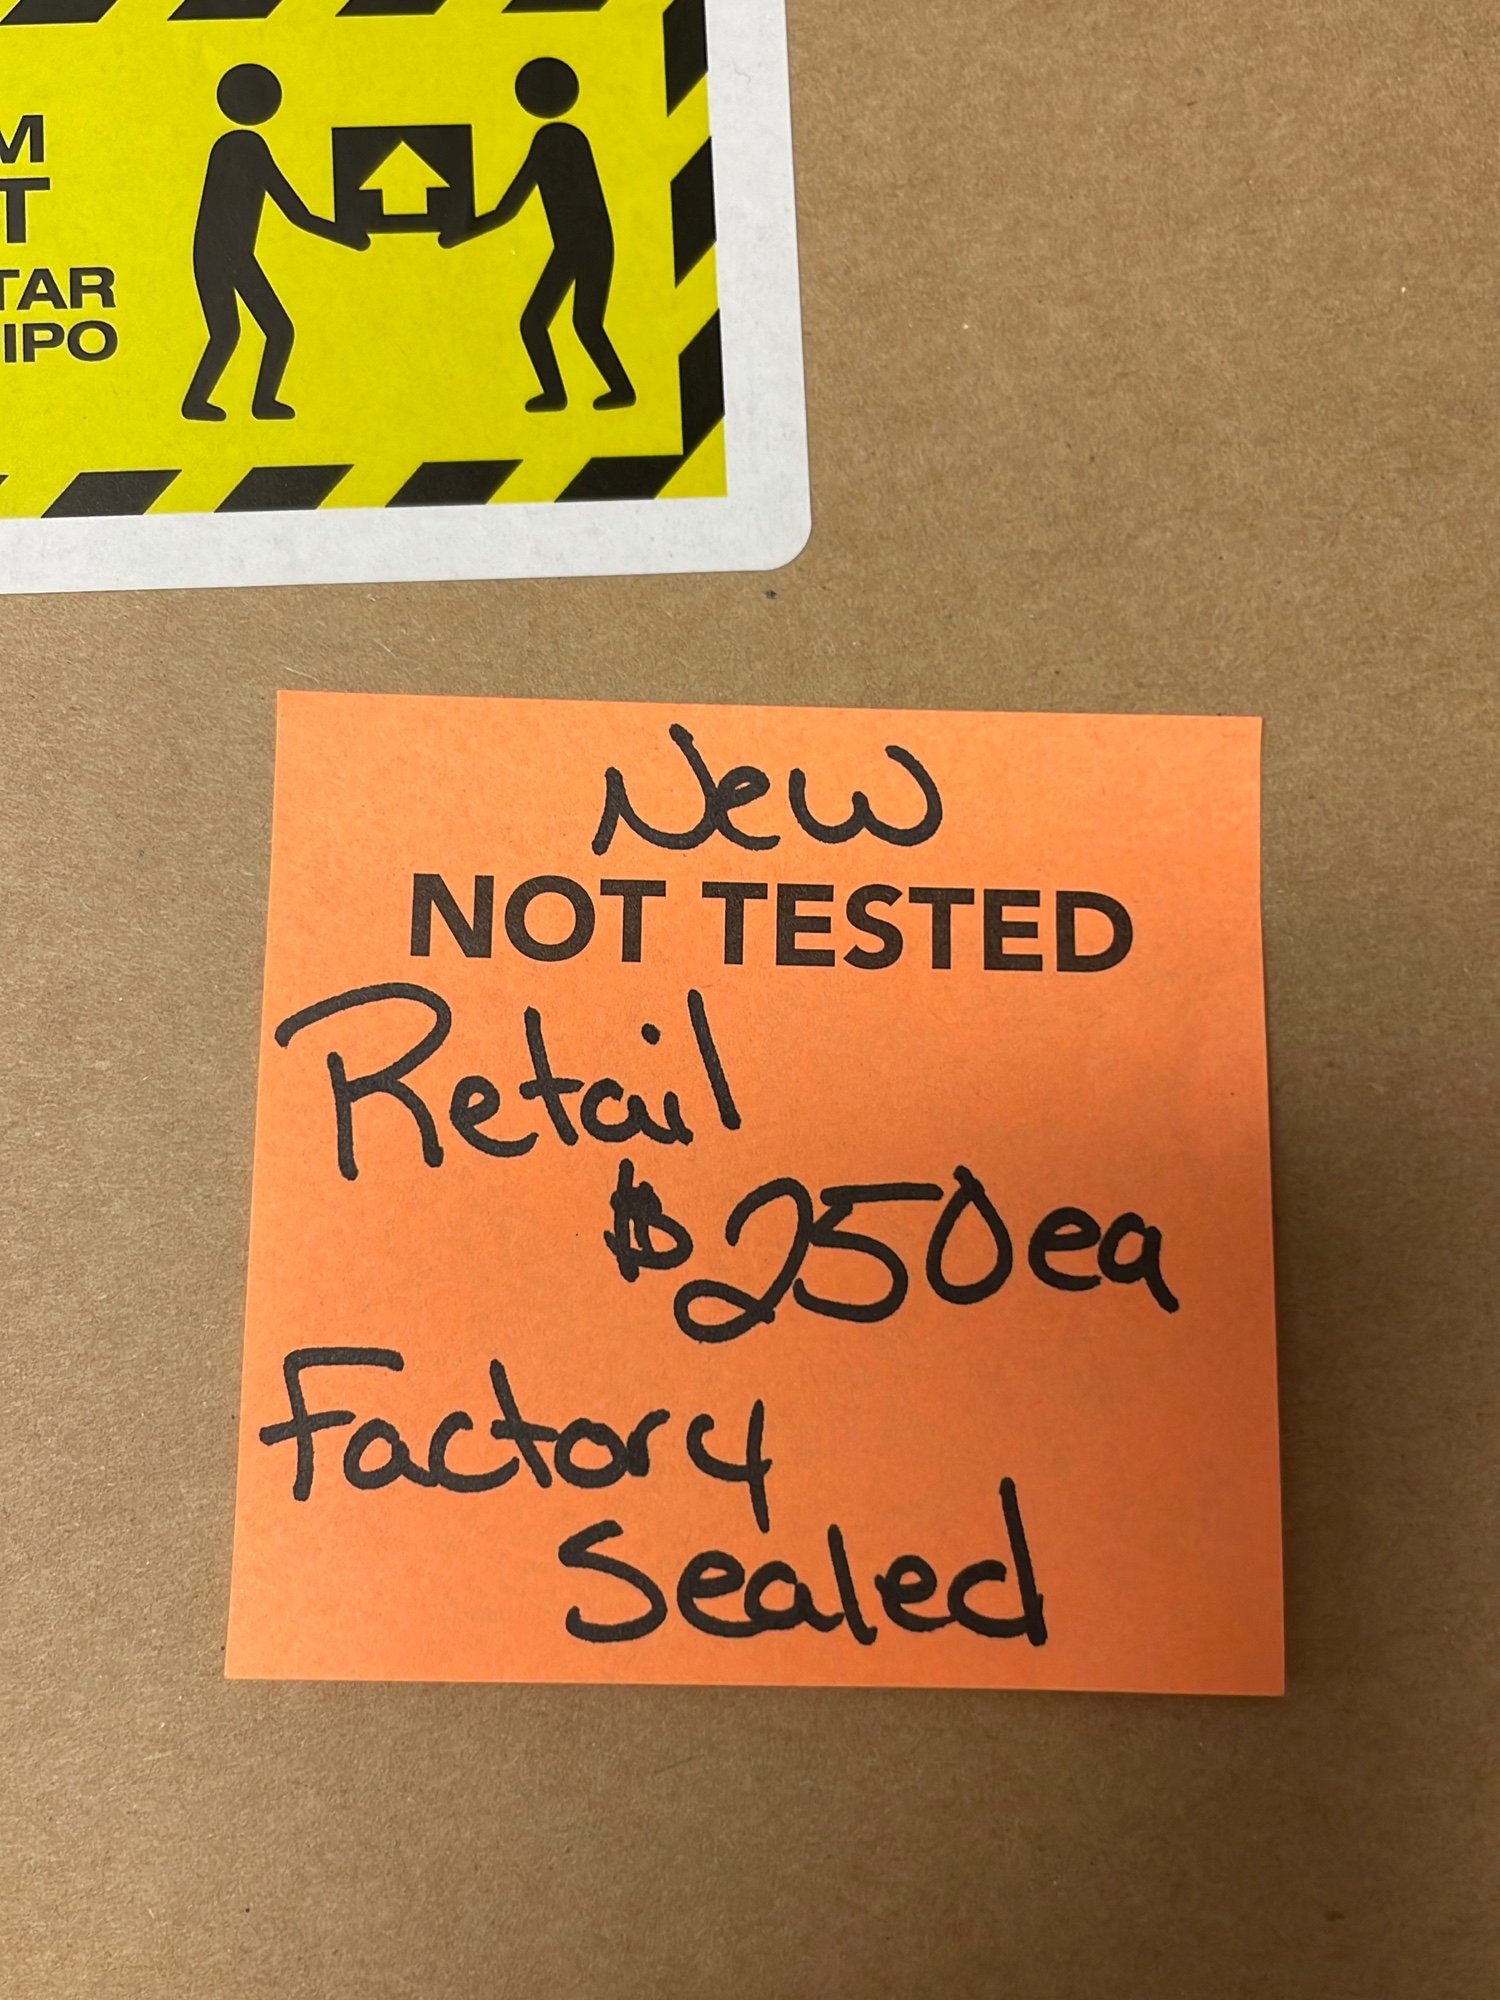 M
T
TAR
IPO
New
NOT TESTED
Retail
$250ea
Factory
Sealed